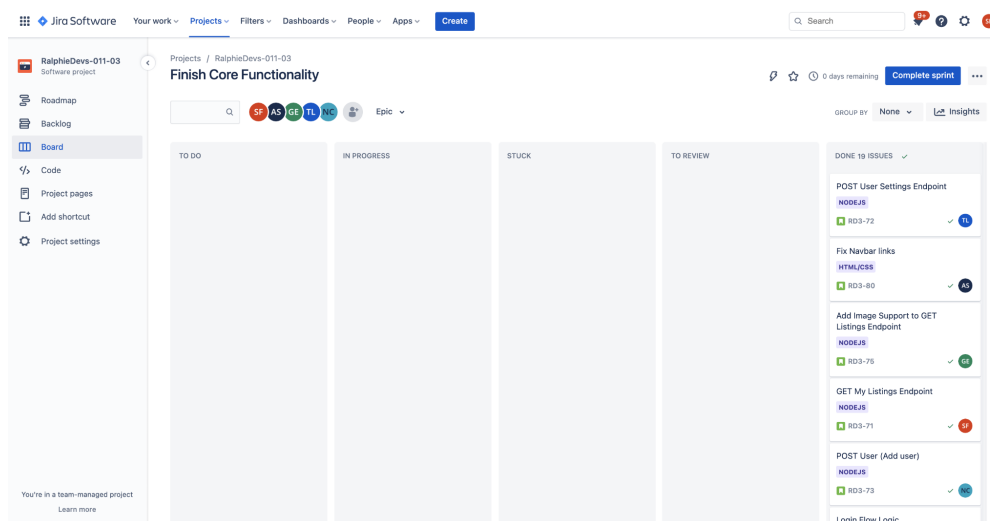 Jira Software Your work Projects Filters Dashboards People Apps Create Search 9+
RalphieDevs-011-03
Software project
Roadmap
Backlog
Board
Code
Project pages
Add shortcut
Project settings
You're in a team-managed project
Learn more
Projects / RalphieDevs-011-03
Finish Core Functionality
0 days remaining Complete sprint
SF AS GE TL NC Epic
GROUP BY None Insights
TO DO IN PROGRESS STUCK TO REVIEW DONE 19 ISSUES
POST User Settings Endpoint
NODEJS
RD3-72 TL
Fix Navbar links
HTML/CSS
RD3-80 AS
Add Image Support to GET
Listings Endpoint
NODEJS
RD3-75 GE
GET My Listings Endpoint
NODEJS
RD3-71 SF
POST User (Add user)
NODEJS
RD3-73 NC
Login Flow Logic